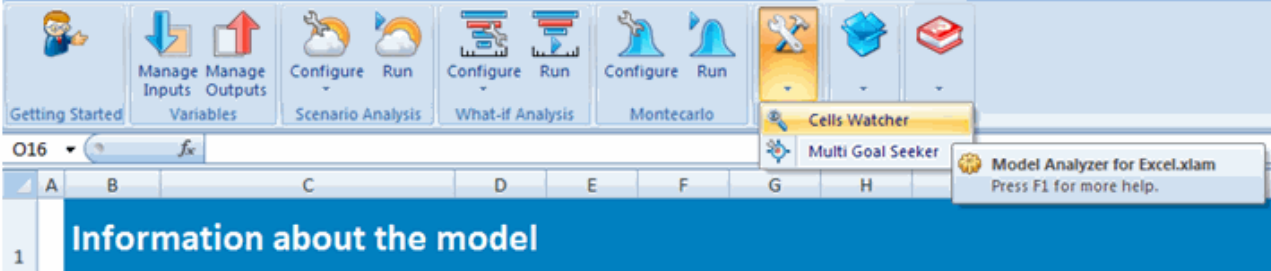 Manage Manage Configure Run Configure Run Configure Run
Inputs Outputs
Getting Started Variables Scenario Analysis What-if Analysis Montecarlo
Cells Watcher
O16 fx Multi Goal Seeker
Model Analyzer for Excel.xlam
Press F1 for more help.
A B C D E F G H
1 Information about the model